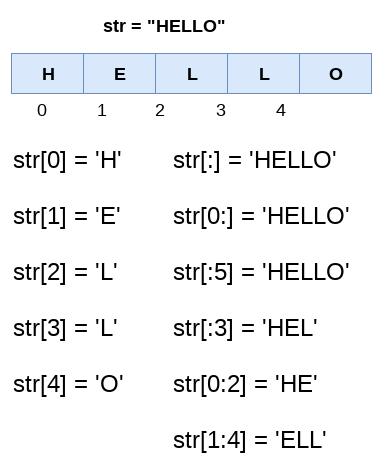 str = "HELLO"
H E L L O
0 1 2 3 4
str[0] = 'H' str[:] = 'HELLO'
str[1] = 'E' str[0:] = 'HELLO'
str[2] = 'L' str[:5] = 'HELLO'
str[3] = 'L' str[:3] = 'HEL'
str[4] = 'O' str[0:2] = 'HE'
str[1:4] = 'ELL'